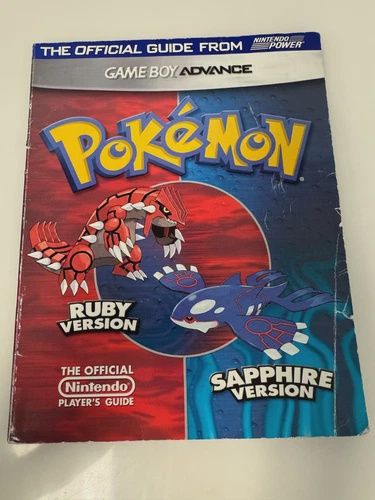 THE OFFICIAL GUIDE FROM NINTENDO POWER
GAME BOY ADVANCE
POKéMON
RUBY
VERSION
THE OFFICIAL
Nintendo
PLAYER'S GUIDE
SAPPHIRE
VERSION